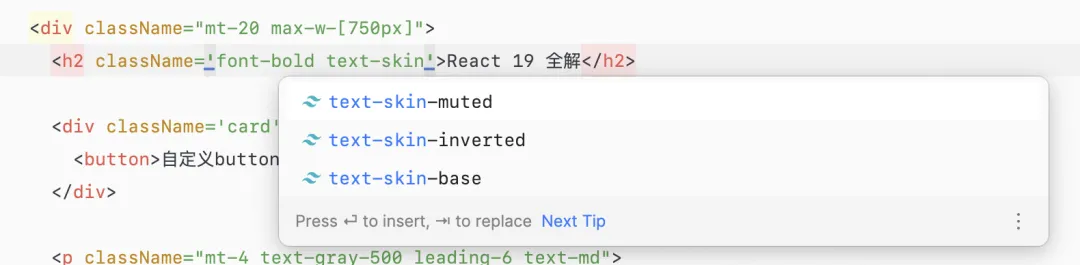 <div className="mt-20 max-w-[750px]">
<h2 className='font-bold text-skin'>React 19 全解</h2>
text-skin-muted
<div className='card'
text-skin-inverted
<button>自定义button
text-skin-base
</div>
Press ⏎ to insert, ⇥ to replace Next Tip
<p className="mt-4 text-gray-500 leading-6 text-md">